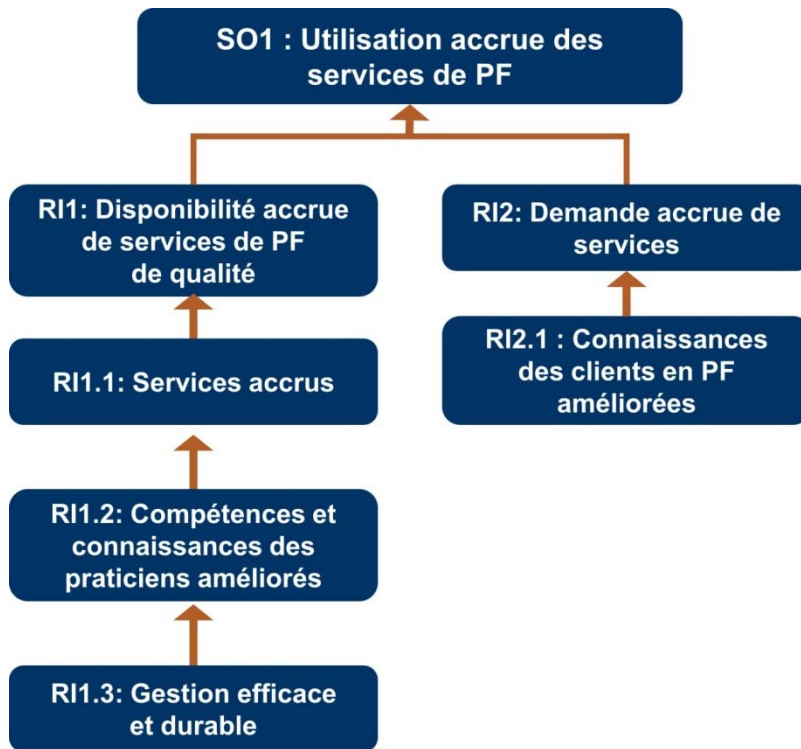 SO1 : Utilisation accrue des
services de PF
RI1: Disponibilité accrue
de services de PF
de qualité
RI2: Demande accrue de
services
RI1.1: Services accrus
RI2.1 : Connaissances
des clients en PF
améliorées
RI1.2: Compétences et
connaissances des
praticiens améliorés
RI1.3: Gestion efficace
et durable